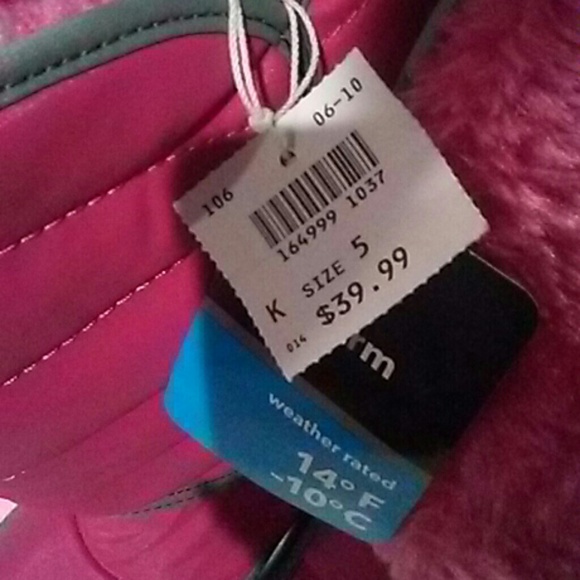 06-10
106
164999 1037
K SIZE 5
014 $39.99
rm
weather rated
14° F
-10°C